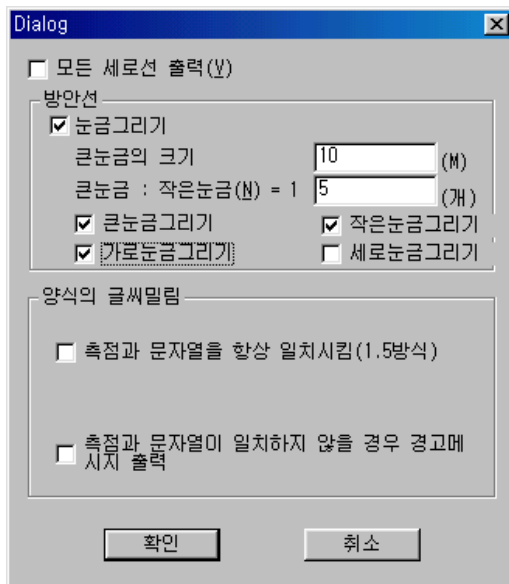 Dialog
모든 세로선 출력(V)
방안선
눈금그리기
큰눈금의 크기 10 (M)
큰눈금 : 작은눈금(N) = 1 5 (개)
큰눈금그리기 작은눈금그리기
가로눈금그리기 세로눈금그리기
양식의 글씨밀림
측점과 문자열을 항상 일치시킴(1.5방식)
측점과 문자열이 일치하지 않을 경우 경고메
시지 출력
확인 취소